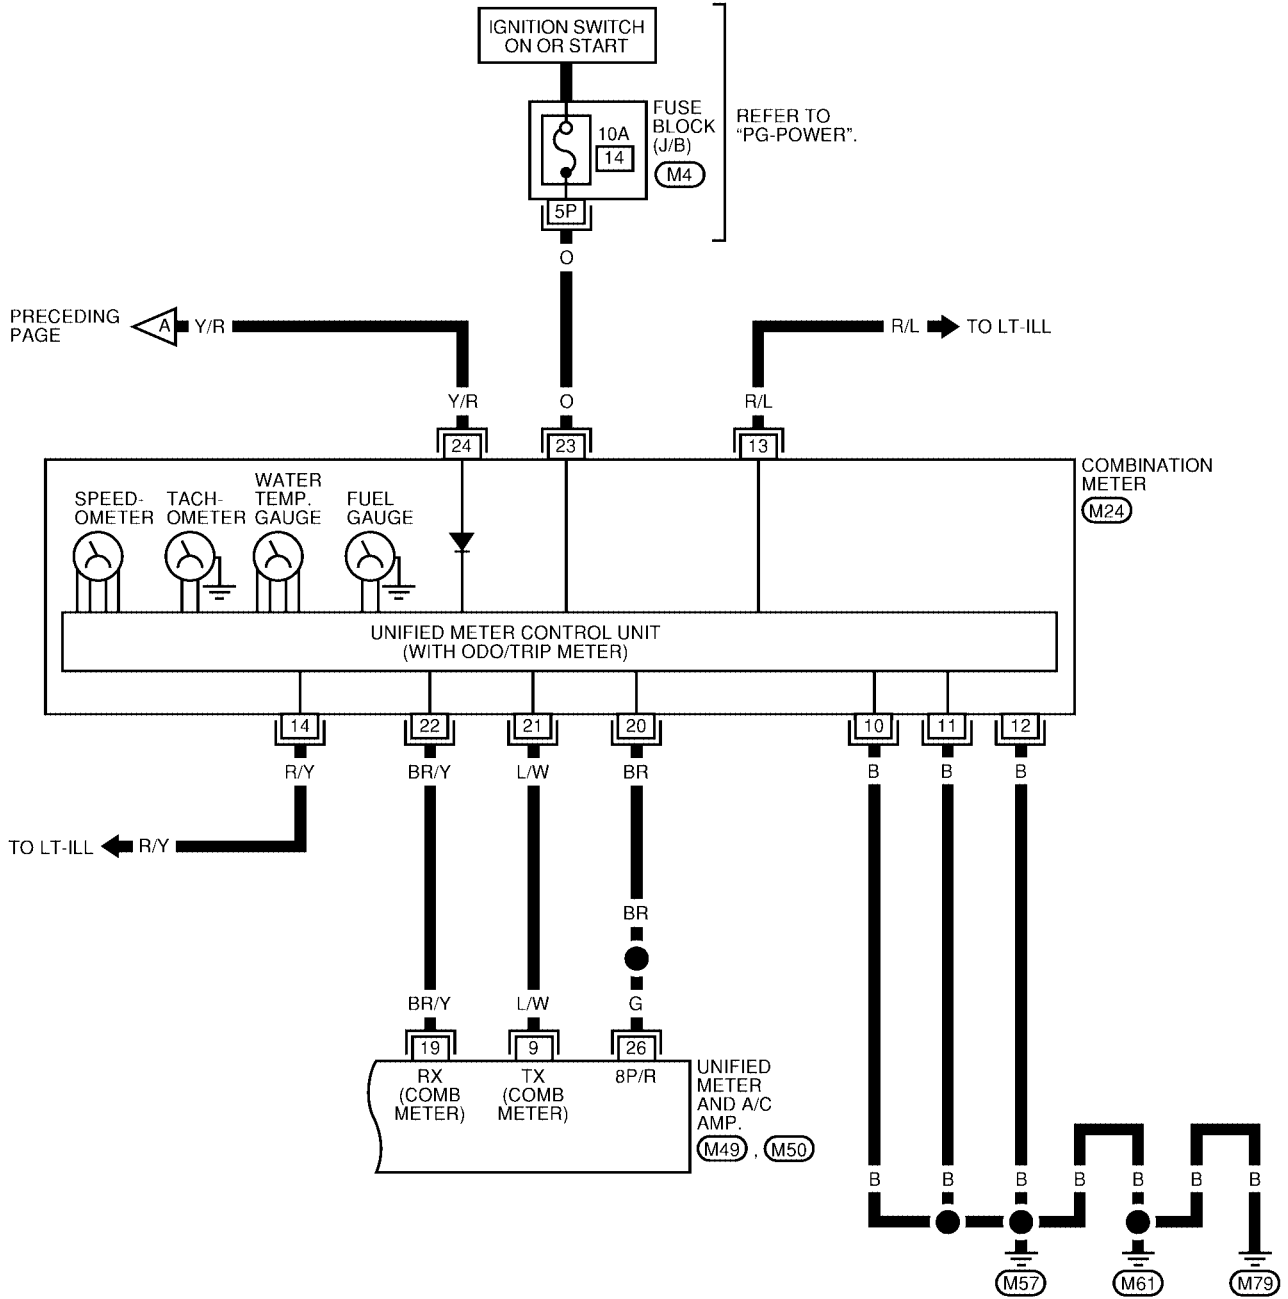 IGNITION SWITCH
ON OR START
FUSE
BLOCK
(J/B)
M4
10A
14
REFER TO
“PG-POWER”.
5P
O
PRECEDING
PAGE
A
Y/R
R/L
TO LT-ILL
Y/R
O
R/L
24
23
13
COMBINATION
METER
M24
SPEED-
OMETER
TACH-
OMETER
WATER
TEMP.
GAUGE
FUEL
GAUGE
UNIFIED METER CONTROL UNIT
(WITH ODO/TRIP METER)
14
22
21
20
10
11
12
R/Y
BR/Y
L/W
BR
B
B
B
TO LT-ILL
R/Y
BR
BR/Y
L/W
G
19
9
26
RX
(COMB
METER)
TX
(COMB
METER)
8P/R
UNIFIED
METER
AND A/C
AMP.
M49 , M50
B
B
B
B
B
B
B
M57
M61
M79